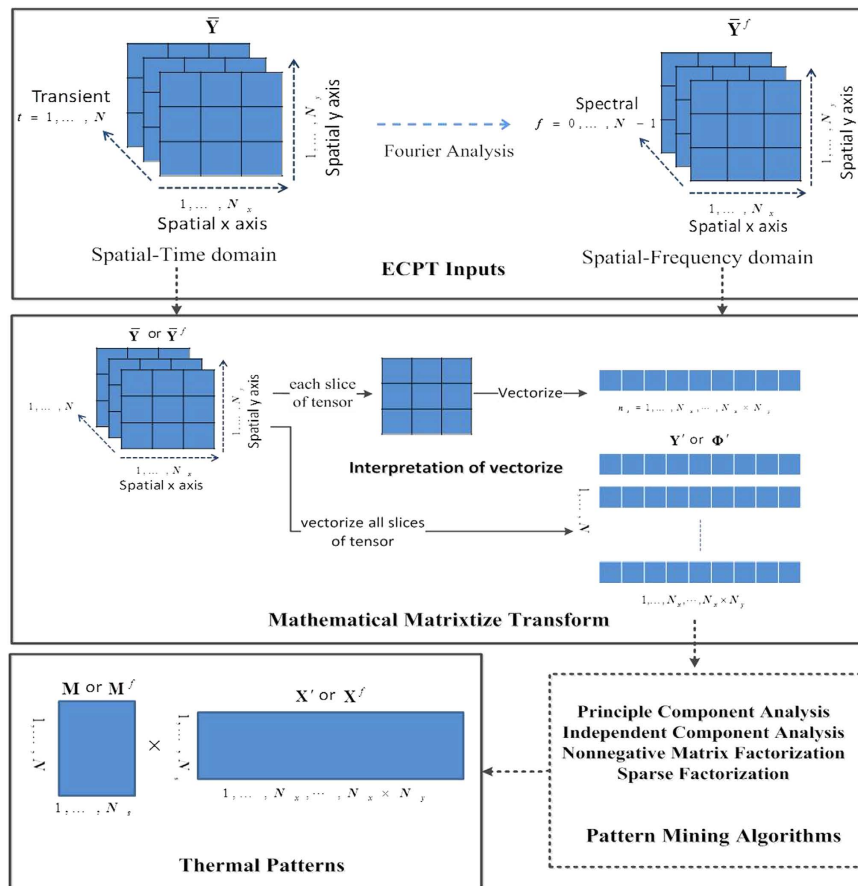 Ȳ
Transient
t = 1,... , N
1,... , N_y
Spatial y axis
1,... , N_x
Spatial x axis
Spatial-Time domain
Fourier Analysis
Ȳ^f
Spectral
f = 0,... , N − 1
1,... , N_y
Spatial y axis
1,... , N_x
Spatial x axis
Spatial-Frequency domain
ECPT Inputs
Ȳ or Ȳ^f
1,... , N
1,... , N_y
Spatial y axis
1,... , N_x
Spatial x axis
each slice
of tensor
Vectorize
= 1,... , N_x ,··· , N_x × N_y
Interpretation of vectorize
Y′ or Φ′
vectorize all slices
of tensor
1,...,N
1,...,N_x,···,N_x×N_y
Mathematical Matrixtize Transform
M or M^f
1,...,N
1,... , N_s
×
X′ or X^f
1,...,N_s
1,... , N_x ,··· , N_x × N_y
Thermal Patterns
Principle Component Analysis
Independent Component Analysis
Nonnegative Matrix Factorization
Sparse Factorization
Pattern Mining Algorithms